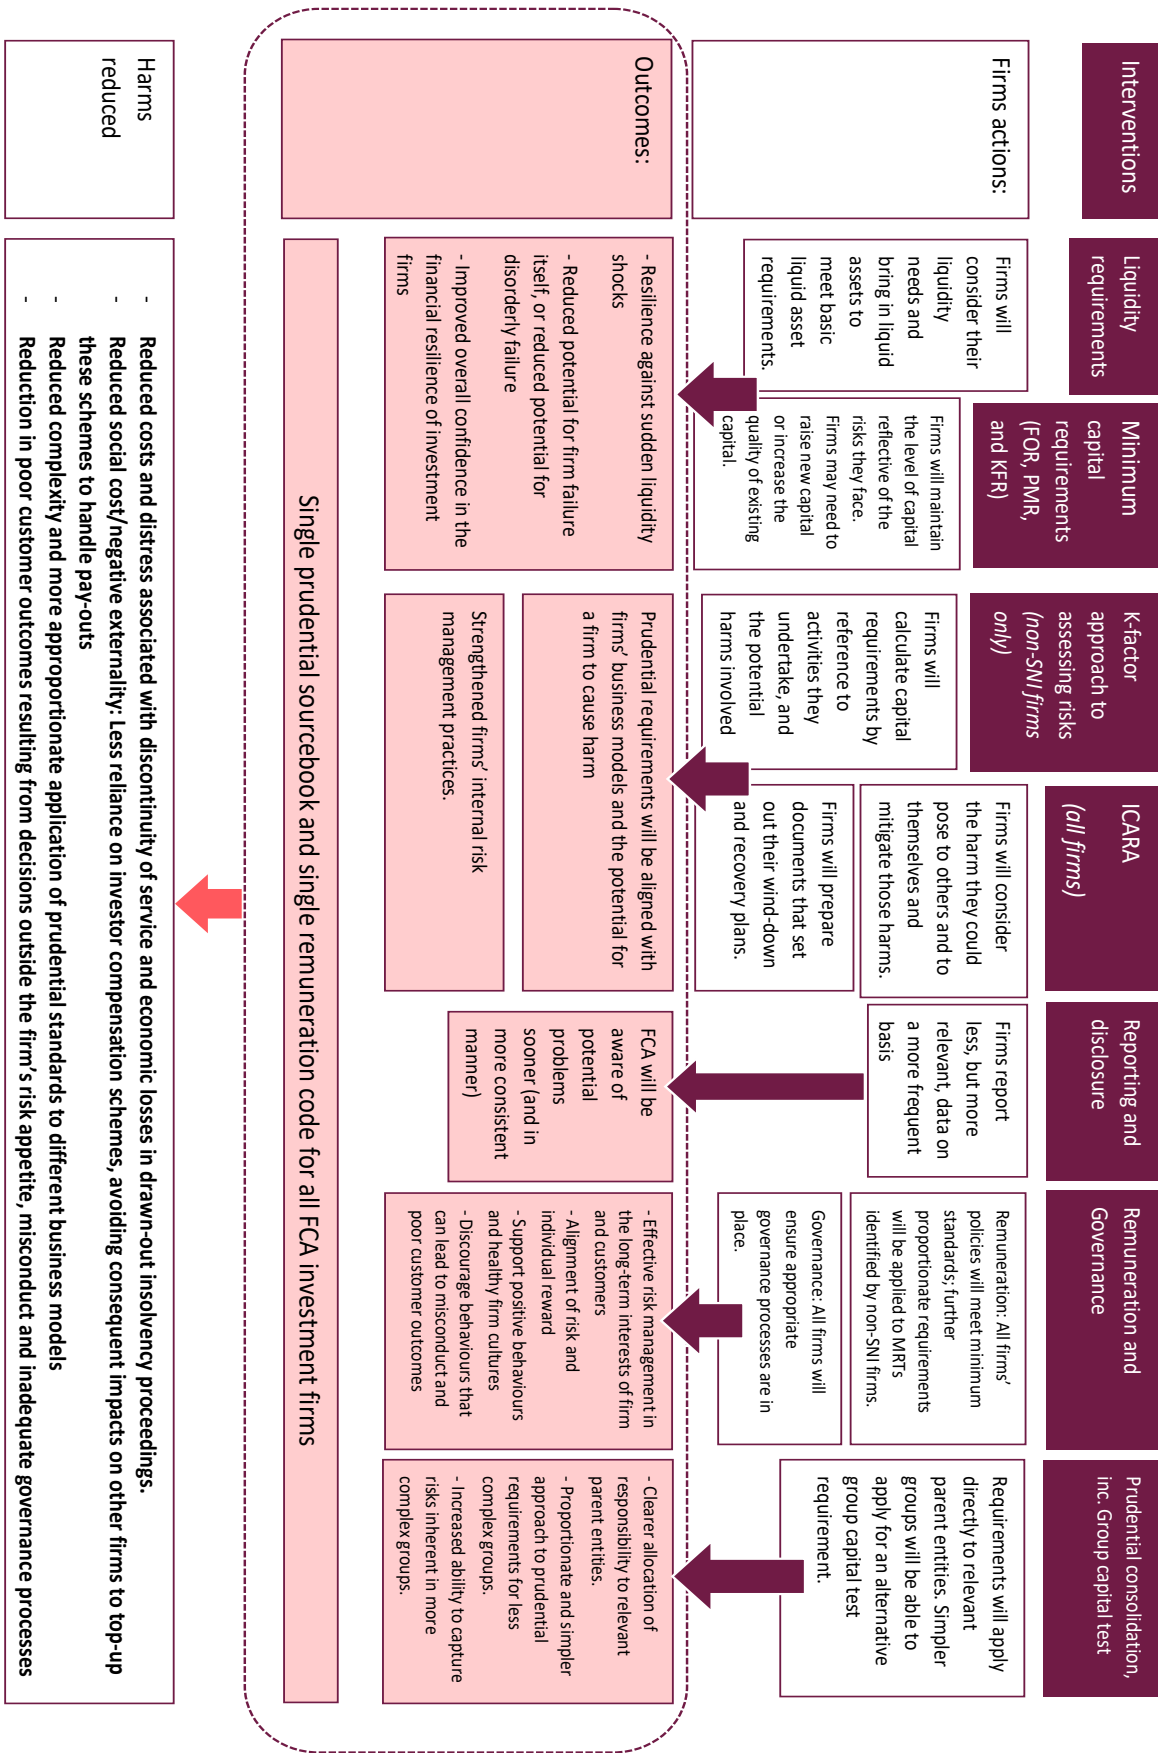 Interventions
Liquidity
requirements
Minimum
capital
requirements
(FOR, PMR,
and KFR)
K-factor
approach to
assessing risks
(non-SNI firms
only)
ICARA
(all firms)
Reporting and
disclosure
Remuneration and
Governance
Prudential consolidation,
inc. Group capital test
Firms actions:
Firms will
consider their
liquidity
needs and
bring in liquid
assets to
meet basic
liquid asset
requirements.
Firms will maintain
the level of capital
reflective of the
risks they face.
Firms may need to
raise new capital
or increase the
quality of existing
capital.
Firms will
calculate capital
requirements by
reference to
activities they
undertake, and
the potential
harms involved
Firms will consider
the harm they could
pose to others and to
themselves and
mitigate those harms.
Firms will prepare
documents that set
out their wind-down
and recovery plans.
Firms report
less, but more
relevant, data on
a more frequent
basis
Remuneration: All firms’
policies will meet minimum
standards; further
proportionate requirements
will be applied to MRTs
identified by non-SNI firms.
Governance: All firms will
ensure appropriate
governance processes are in
place.
Requirements will apply
directly to relevant
parent entities. Simpler
groups will be able to
apply for an alternative
group capital test
requirement.
Outcomes:
- Resilience against sudden liquidity
shocks
- Reduced potential for firm failure
itself, or reduced potential for
disorderly failure
- Improved overall confidence in the
financial resilience of investment
firms
Prudential requirements will be aligned with
firms’ business models and the potential for
a firm to cause harm
Strengthened firms’ internal risk
management practices.
FCA will be
aware of
potential
problems
sooner (and in
more consistent
manner)
- Effective risk management in
the long-term interests of firm
and customers
- Alignment of risk and
individual reward
- Support positive behaviours
and healthy firm cultures
- Discourage behaviours that
can lead to misconduct and
poor customer outcomes
- Clearer allocation of
responsibility to relevant
parent entities.
- Proportionate and simpler
approach to prudential
requirements for less
complex groups.
- Increased ability to capture
risks inherent in more
complex groups.
Single prudential sourcebook and single remuneration code for all FCA investment firms
Harms
reduced
- Reduced costs and distress associated with discontinuity of service and economic losses in drawn-out insolvency proceedings.
- Reduced social cost/negative externality: Less reliance on investor compensation schemes, avoiding consequent impacts on other firms to top-up
these schemes to handle pay-outs
- Reduced complexity and more appropriate application of prudential standards to different business models
- Reduction in poor customer outcomes resulting from decisions outside the firm’s risk appetite, misconduct and inadequate governance processes